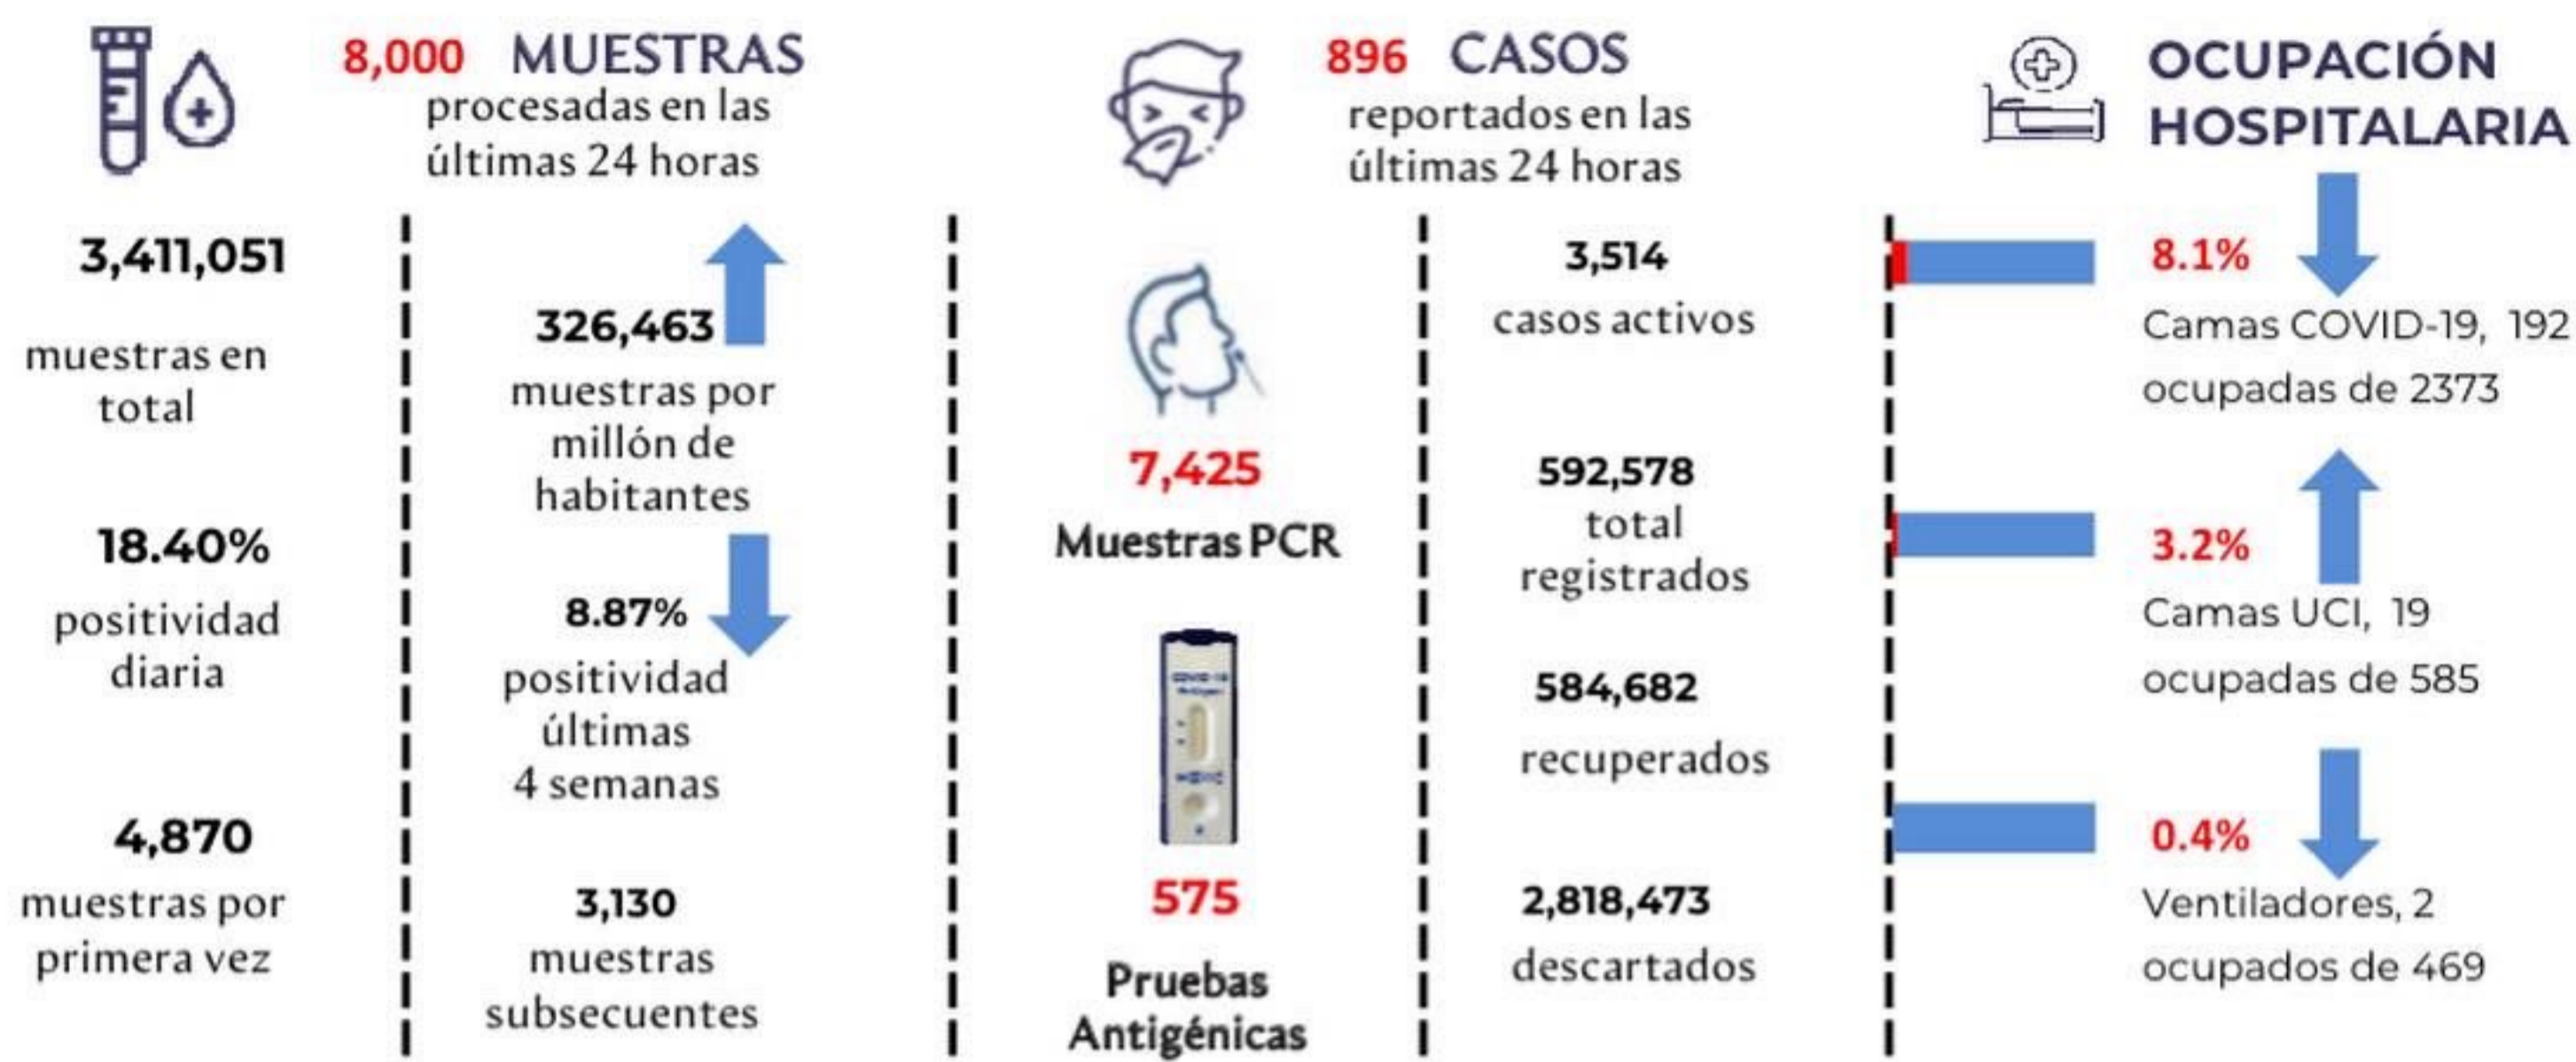 8,000 MUESTRAS
procesadas en las
últimas 24 horas
3,411,051
muestras en
total
18.40%
positividad
diaria
4,870
muestras por
primera vez
326,463
muestras por
millón de
habitantes
8.87%
positividad
últimas
4 semanas
3,130
muestras
subsecuentes
896 CASOS
reportados en las
últimas 24 horas
7,425
Muestras PCR
COVID-19
575
Pruebas
Antigénicas
3,514
casos activos
592,578
total
registrados
584,682
recuperados
2,818,473
descartados
OCUPACIÓN
HOSPITALARIA
8.1%
Camas COVID-19, 192
ocupadas de 2373
3.2%
Camas UCI, 19
ocupadas de 585
0.4%
Ventiladores, 2
ocupados de 469